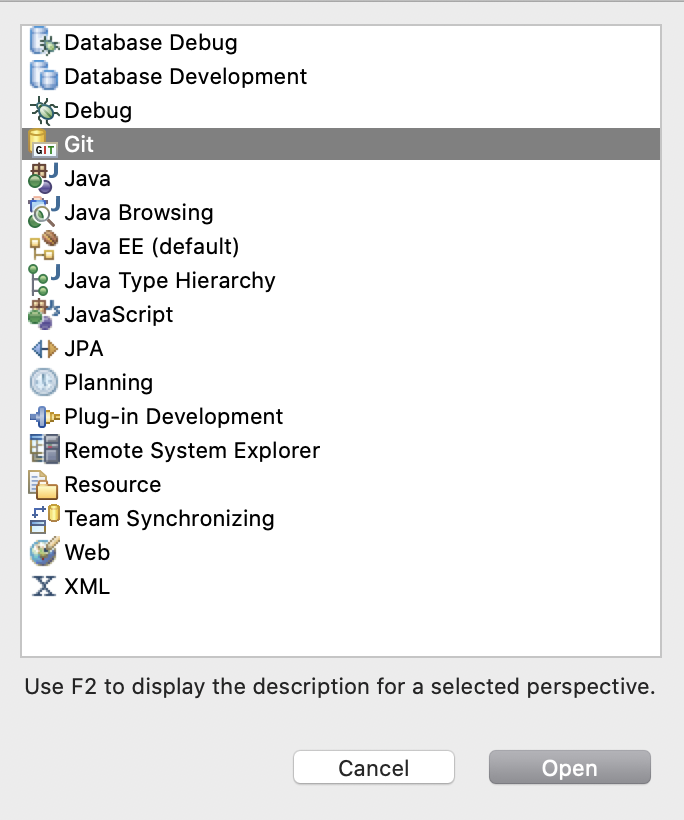 Database Debug
Database Development
Debug
GIT Git
Java
Java Browsing
Java EE (default)
Java Type Hierarchy
JavaScript
JPA
Planning
Plug-in Development
Remote System Explorer
Resource
Team Synchronizing
Web
XML
Use F2 to display the description for a selected perspective.
Cancel Open